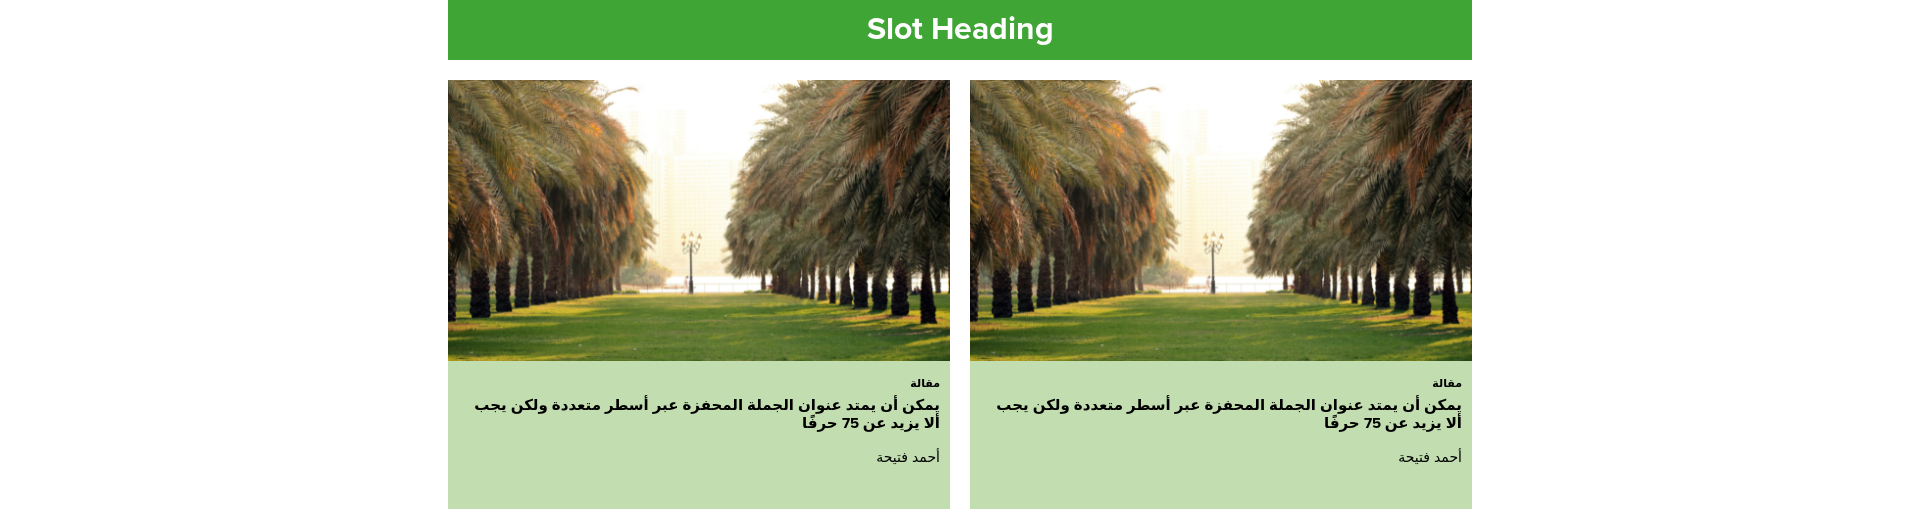 Slot Heading
مقالة
يمكن أن يمتد عنوان الجملة المحفزة عبر أسطر متعددة ولكن يجب
ألا يزيد عن 75 حرفًا
أحمد فتيحة
مقالة
يمكن أن يمتد عنوان الجملة المحفزة عبر أسطر متعددة ولكن يجب
ألا يزيد عن 75 حرفًا
أحمد فتيحة